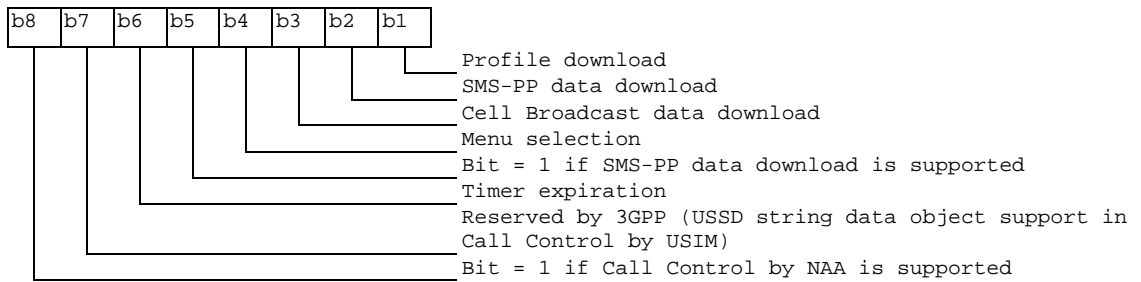 b8 b7 b6 b5 b4 b3 b2 b1
Profile download
SMS-PP data download
Cell Broadcast data download
Menu selection
Bit = 1 if SMS-PP data download is supported
Timer expiration
Reserved by 3GPP (USSD string data object support in
Call Control by USIM)
Bit = 1 if Call Control by NAA is supported